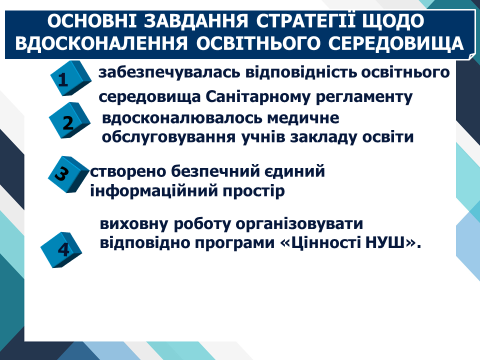 ОСНОВНІ ЗАВДАННЯ СТРАТЕГІЇ ЩОДО
ВДОСКОНАЛЕННЯ ОСВІТНЬОГО СЕРЕДОВИЩА
1 забезпечувалась відповідність освітнього
середовища Санітарному регламенту
2 вдосконалювалось медичне
обслуговування учнів закладу освіти
3 створено безпечний єдиний
інформаційний простір
4 виховну роботу організовувати
відповідно програми «Цінності НУШ».